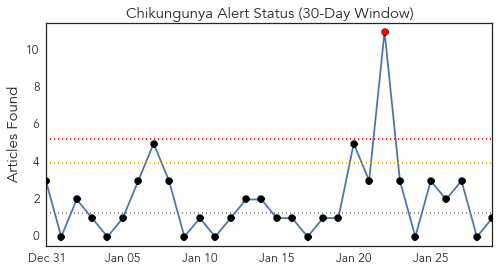 Chikungunya Alert Status (30-Day Window)
Articles Found
10
8
6
4
2
0
Dec 31 Jan 05 Jan 10 Jan 15 Jan 20 Jan 25